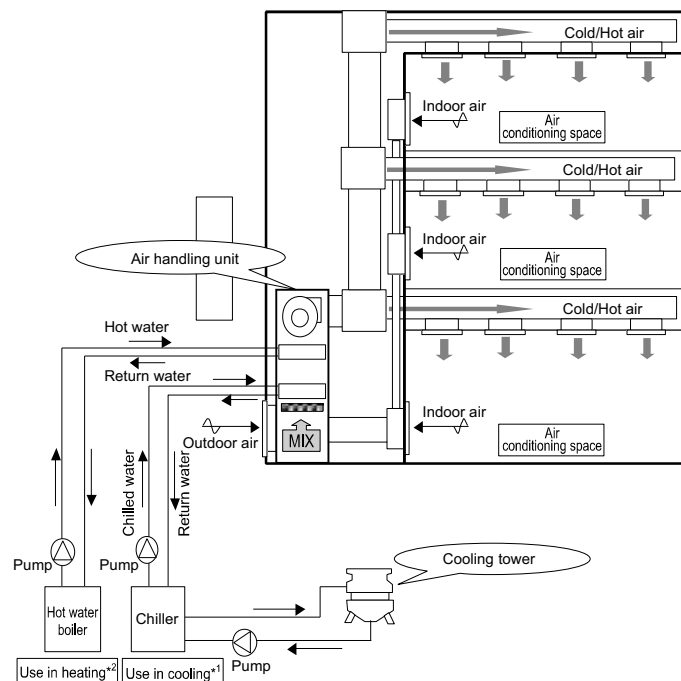 Cold/Hot air
Indoor air
Air
conditioning space
Cold/Hot air
Air handling unit
Indoor air
Air
conditioning space
Cold/Hot air
Hot water
Return water
Indoor air
Outdoor air
MIX
Air
conditioning space
Chilled water
Return water
Pump
Pump
Cooling tower
Hot water
boiler
Chiller
Pump
Use in heating*2
Use in cooling*1